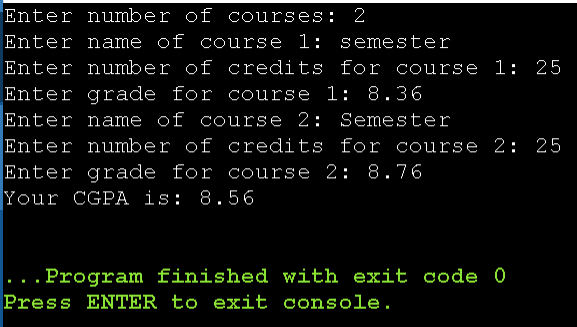 Enter number of courses: 2
Enter name of course 1: semester
Enter number of credits for course 1: 25
Enter grade for course 1: 8.36
Enter name of course 2: Semester
Enter number of credits for course 2: 25
Enter grade for course 2: 8.76
Your CGPA is: 8.56
...Program finished with exit code 0
Press ENTER to exit console.